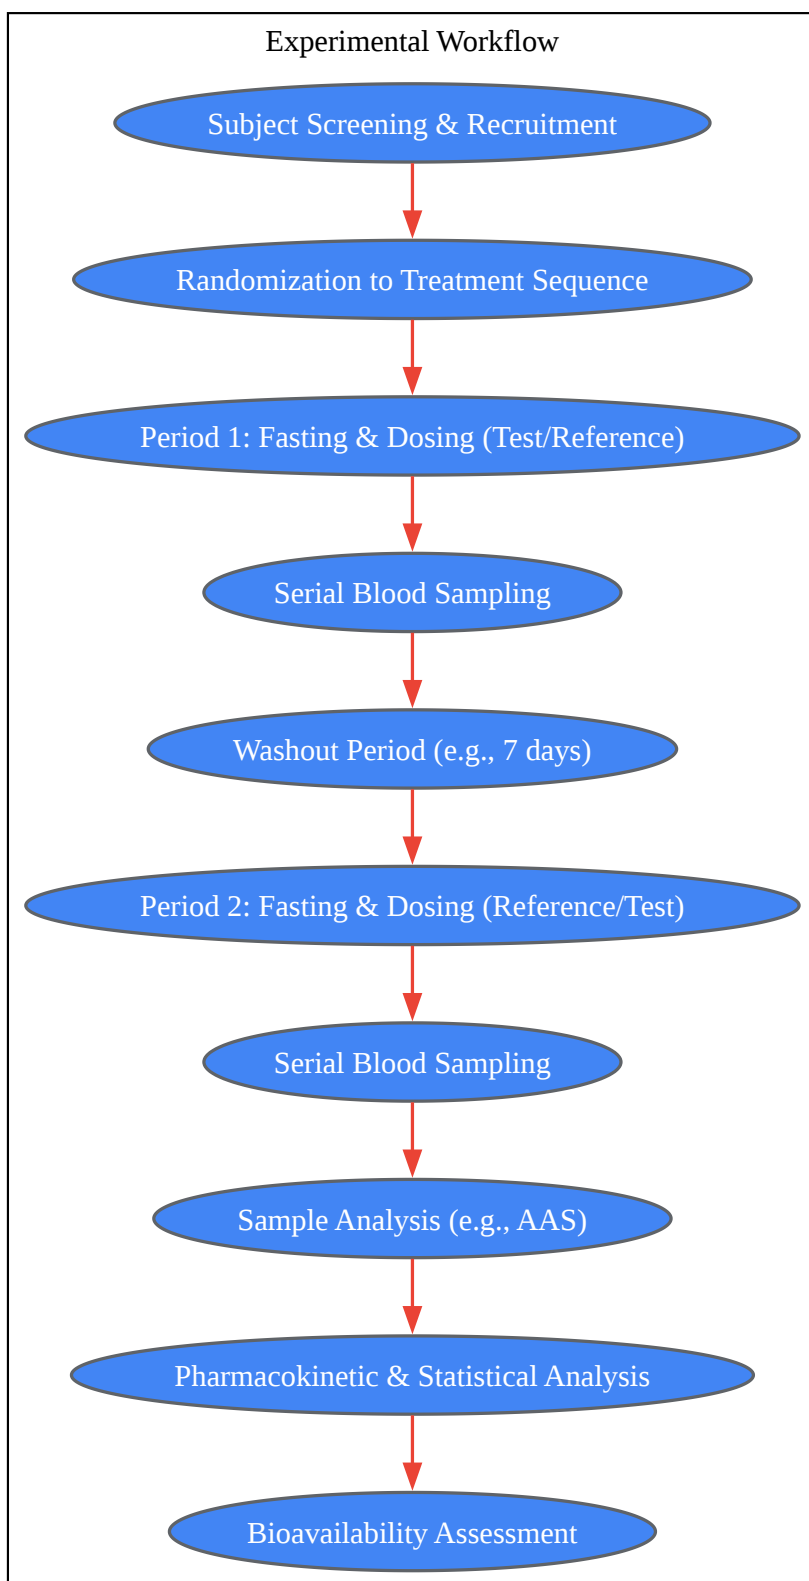 Experimental Workflow
Subject Screening & Recruitment
Randomization to Treatment Sequence
Period 1: Fasting & Dosing (Test/Reference)
Serial Blood Sampling
Washout Period (e.g., 7 days)
Period 2: Fasting & Dosing (Reference/Test)
Serial Blood Sampling
Sample Analysis (e.g., AAS)
Pharmacokinetic & Statistical Analysis
Bioavailability Assessment